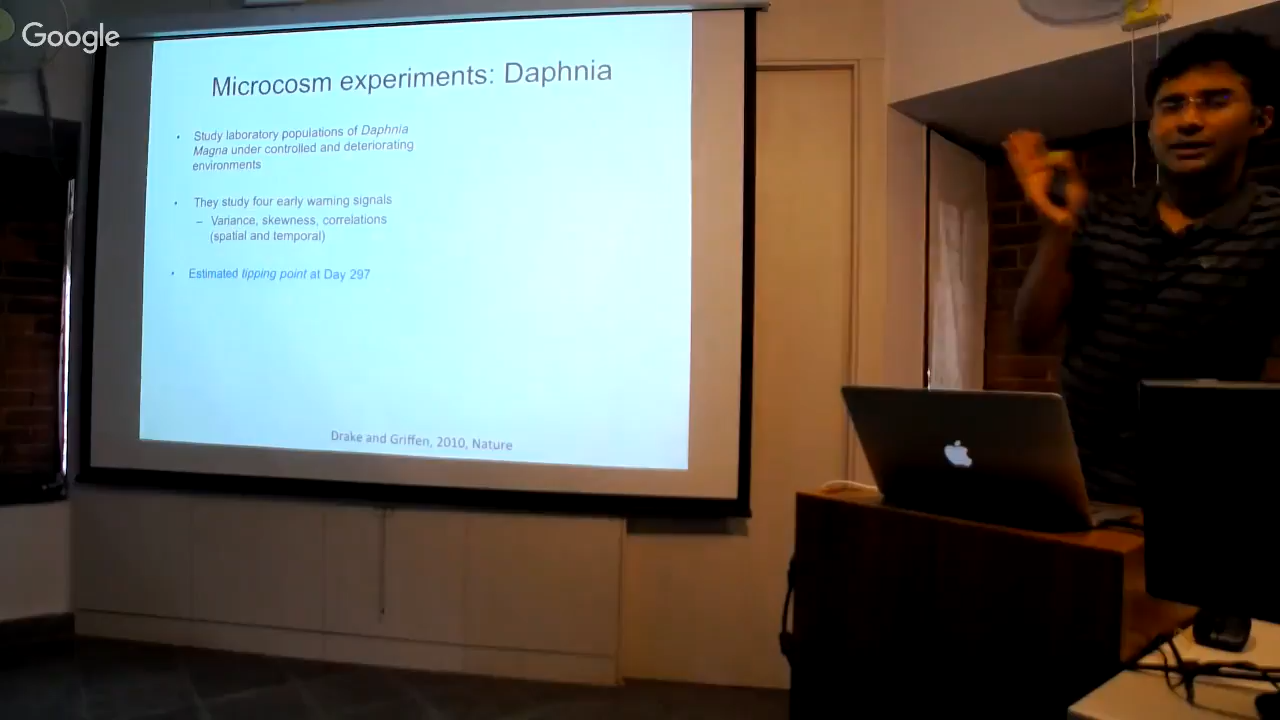 Google
Microcosm experiments: Daphnia
• Study laboratory populations of Daphnia
Magna under controlled and deteriorating
environments
• They study four early warning signals
– Variance, skewness, correlations
(spatial and temporal)
• Estimated tipping point at Day 297
Drake and Griffen, 2010, Nature